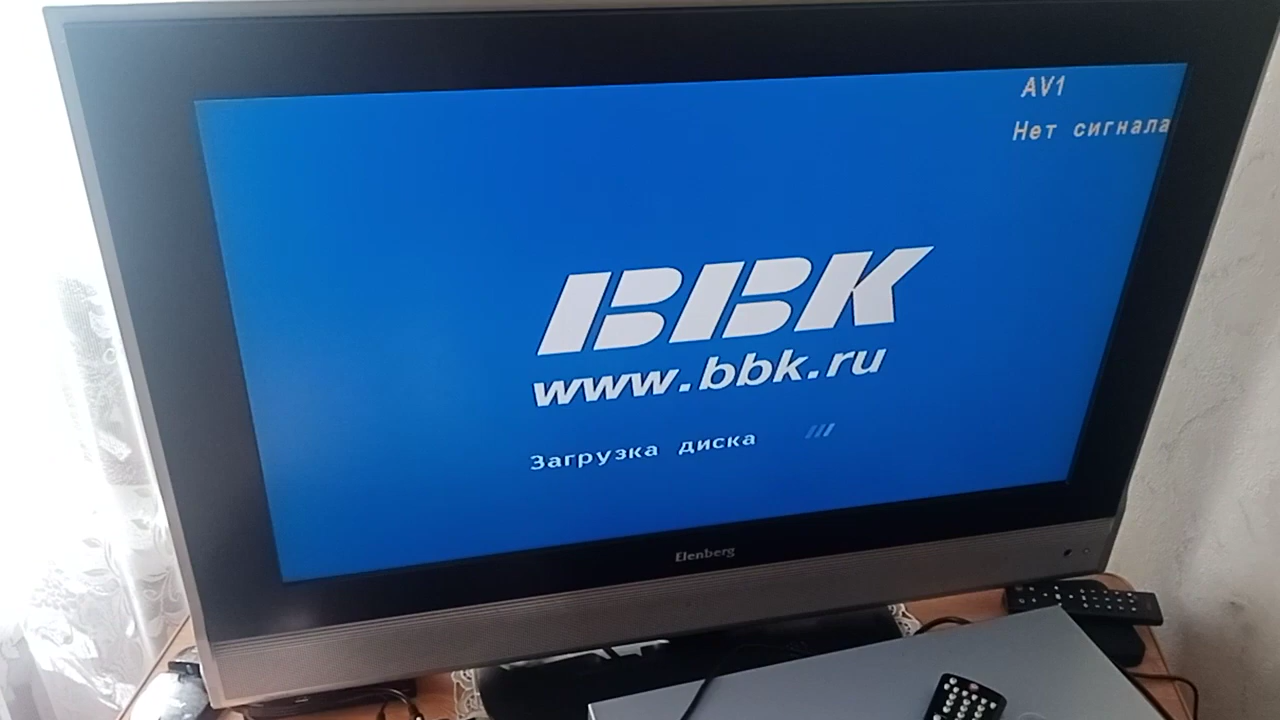 AV1
Нет сигнала
BBK
www.bbk.ru
Загрузка диска
Elenberg